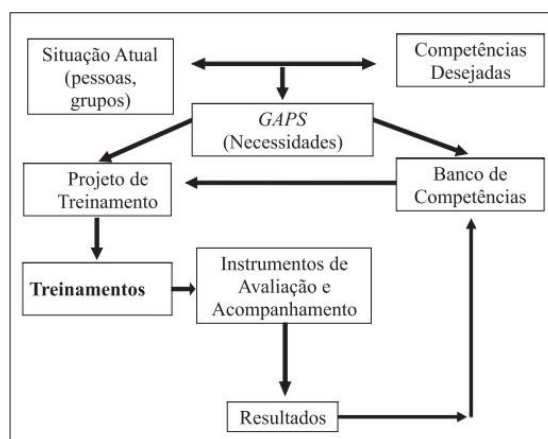 Situação Atual
(pessoas,
grupos)
Competências
Desejadas
GAPS
(Necessidades)
Projeto de
Treinamento
Banco de
Competências
Treinamentos
Instrumentos de
Avaliação e
Acompanhamento
Resultados